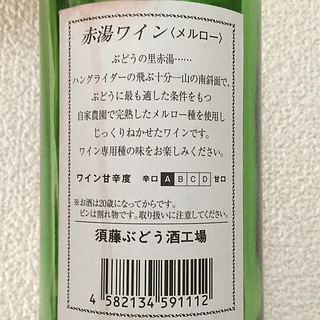 赤湯ワイン〈メルロー〉
ぶどうの里赤湯……
ハングライダーの飛ぶ十分一山の南斜面で、
ぶどうに最も適した条件をもつ
自家農園で完熟したメルロー種を使用し
じっくりねかせたワインです。
ワイン専用種の味をお楽しみください。
ワイン甘辛度 辛口 A B C D 甘口
※お酒は20歳になってからです。
ビンは割れ物です。取り扱いに注意してください。
須藤ぶどう酒工場
4 582134 591112